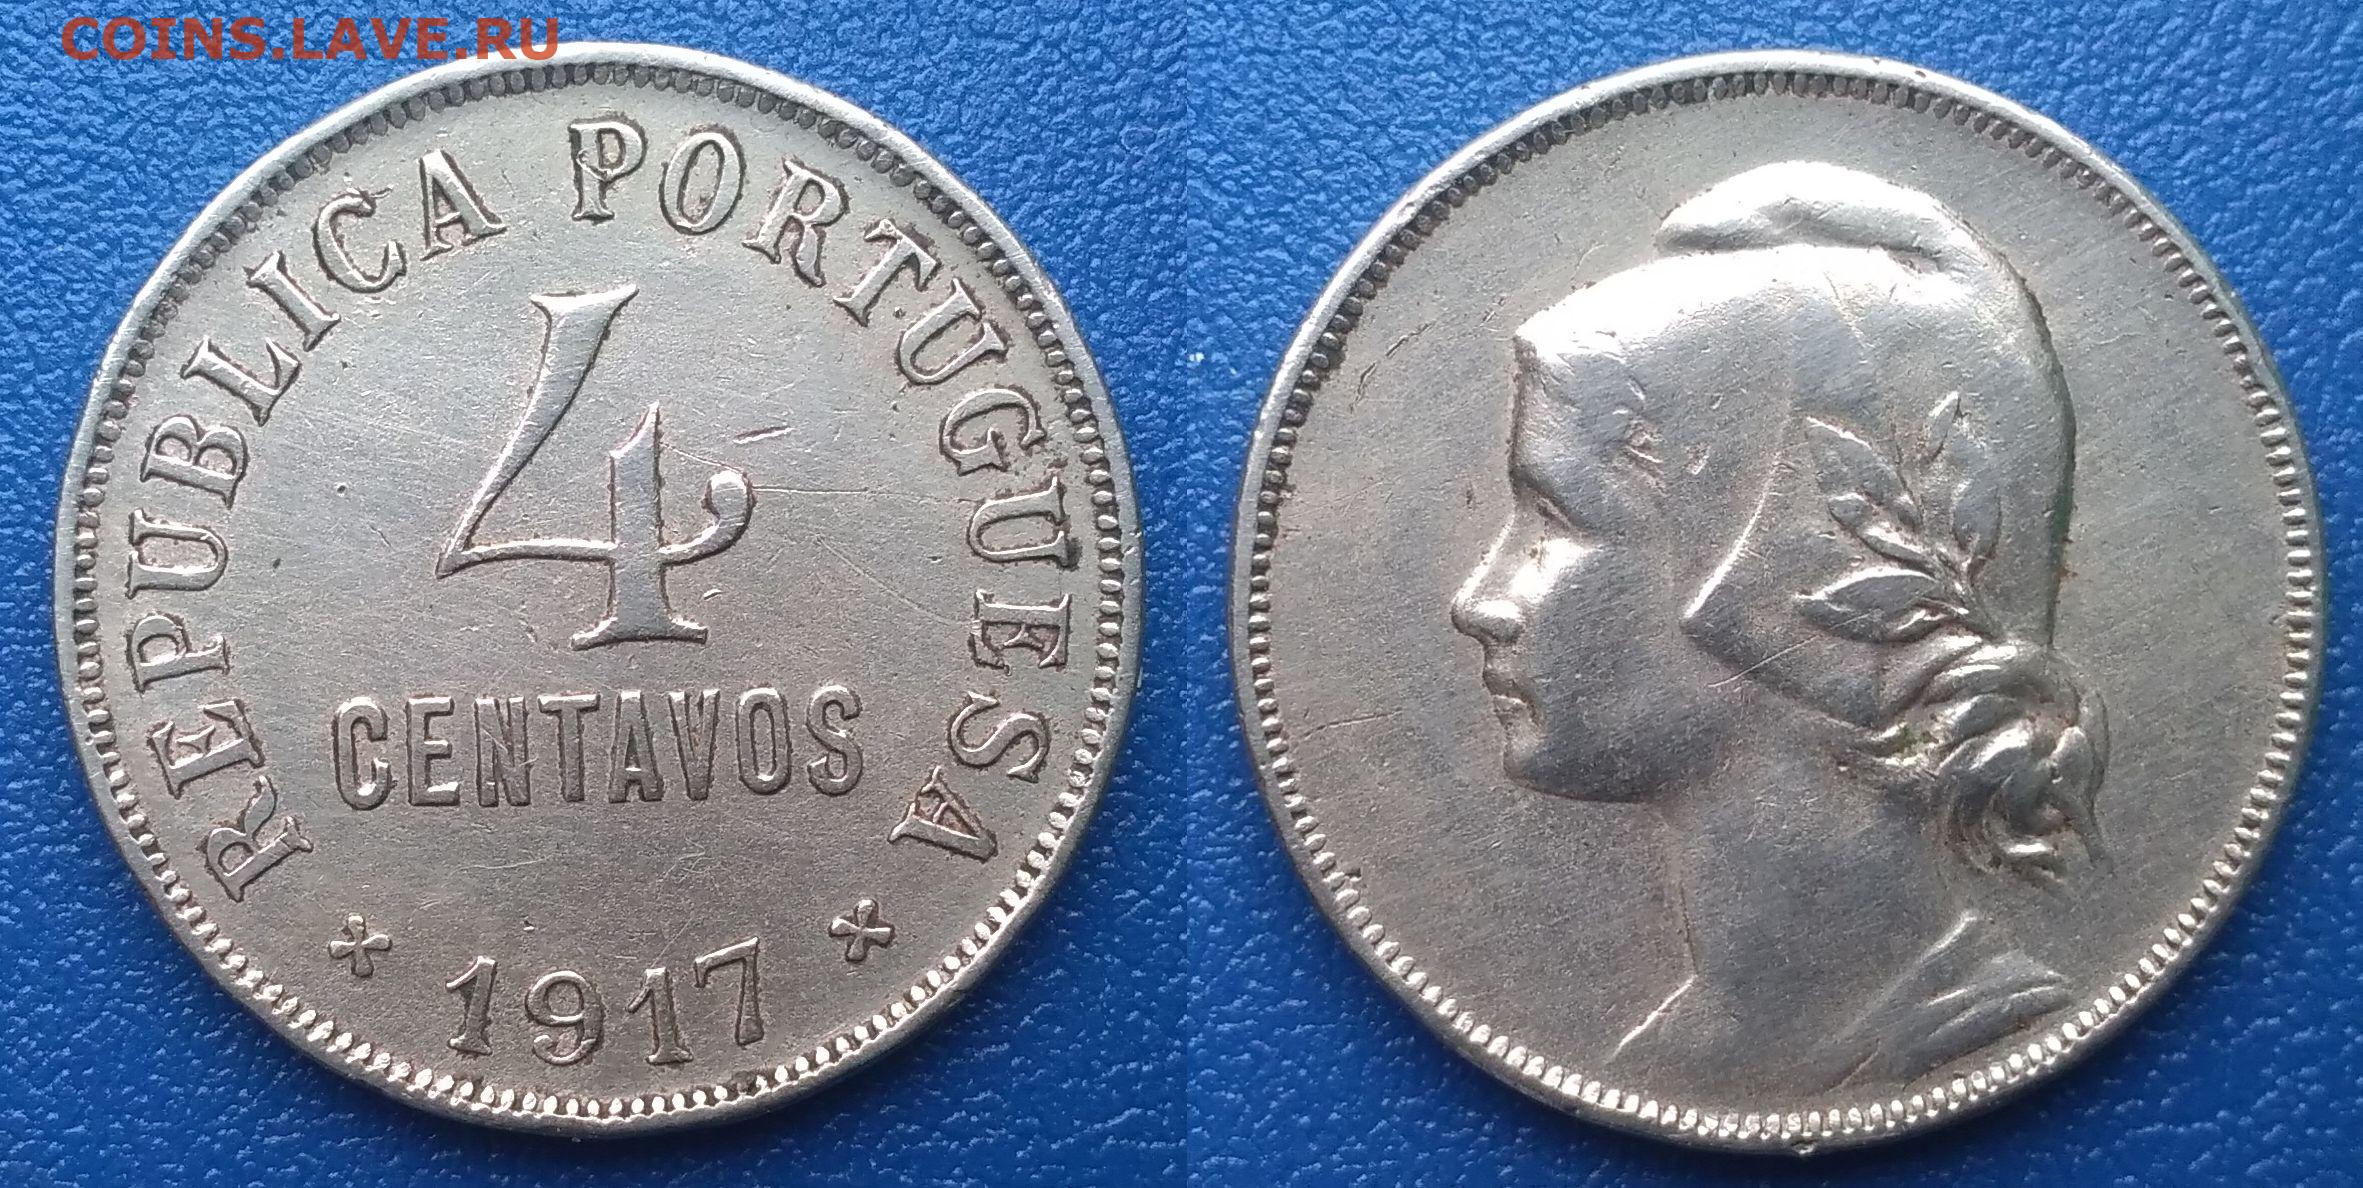 COINS.LAVE.RU
REPUBLICA PORTUGUESA
4
CENTAVOS
1917